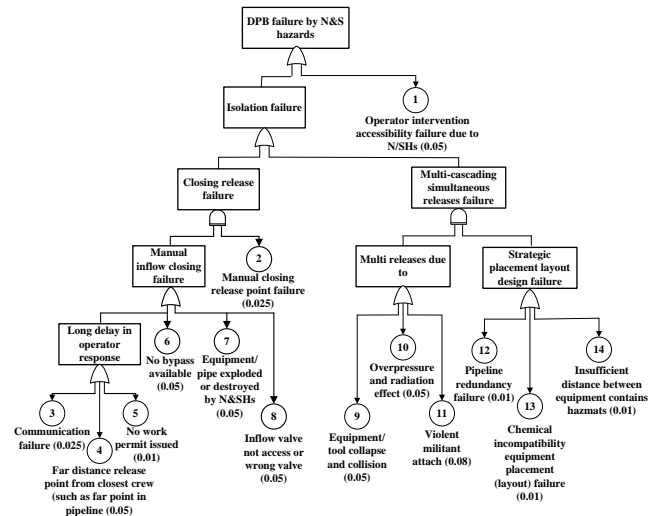 DPB failure by N&S
hazards
Isolation failure
1
Operator intervention
accessibility failure due to
N/SHs (0.05)
Closing release
failure
Multi-cascading
simultaneous
releases failure
Manual
inflow closing
failure
2
Manual closing
release point failure
(0.025)
Multi releases due
to
Strategic
placement layout
design failure
Long delay in
operator
response
6
No bypass
available
(0.05)
7
Equipment/
pipe exploded
or destroyed
by N&SHs
(0.05)
8
Inflow valve
not access or
wrong valve
(0.05)
10
Overpressure
and radiation
effect (0.05)
12
Pipeline
redundancy
failure (0.01)
14
Insufficient
distance between
equipment contains
hazmats (0.01)
3
Communication
failure (0.025)
4
Far distance release
point from closest crew
(such as far point in
pipeline (0.05)
5
No work
permit issued
(0.01)
9
Equipment/
tool collapse
and collision
(0.05)
11
Violent
militant
attach (0.08)
13
Chemical
incompatibility
equipment
placement
(layout) failure
(0.01)